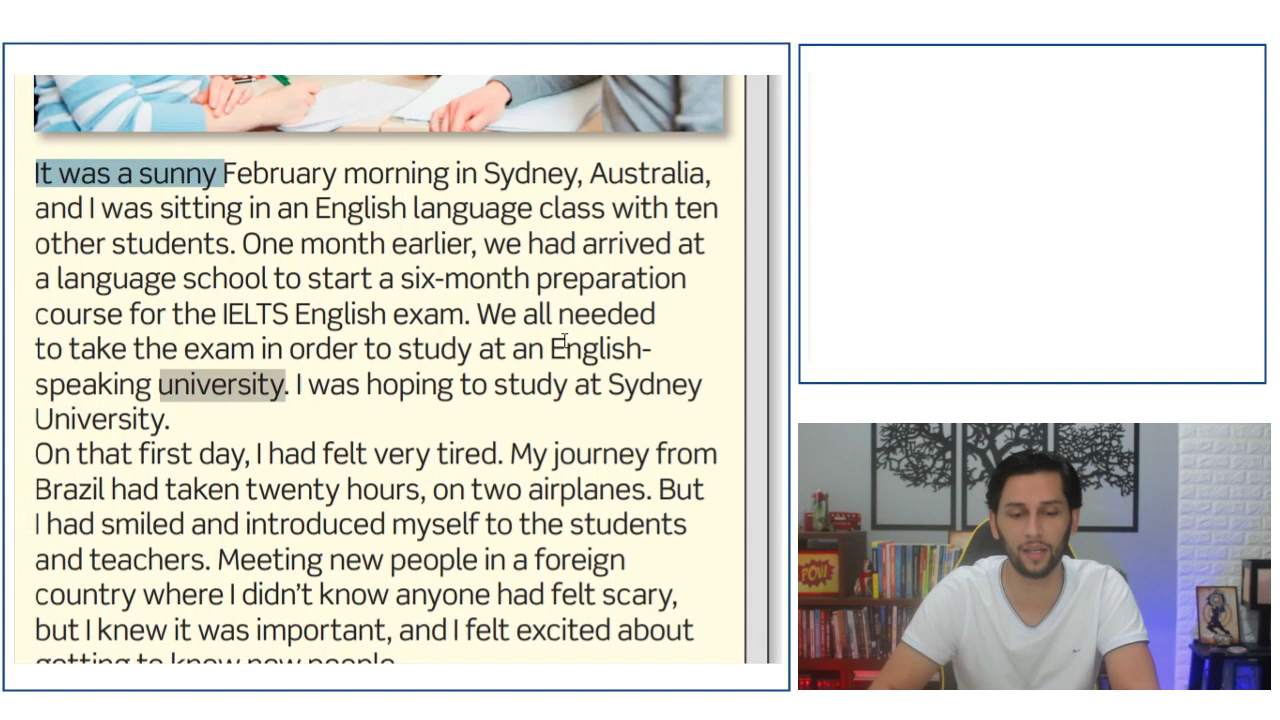 It was a sunny February morning in Sydney, Australia,
and I was sitting in an English language class with ten
other students. One month earlier, we had arrived at
a language school to start a six-month preparation
course for the IELTS English exam. We all needed
to take the exam in order to study at an English-
speaking university. I was hoping to study at Sydney
University.
On that first day, I had felt very tired. My journey from
Brazil had taken twenty hours, on two airplanes. But
I had smiled and introduced myself to the students
and teachers. Meeting new people in a foreign
country where I didn't know anyone had felt scary,
but I knew it was important, and I felt excited about
getting to know new people.
POW!